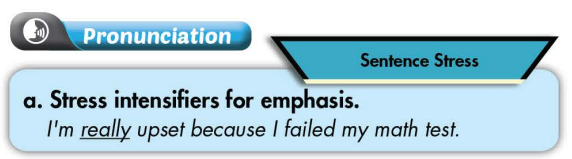 Pronunciation
Sentence Stress
a. Stress intensifiers for emphasis.
I'm really upset because I failed my math test.